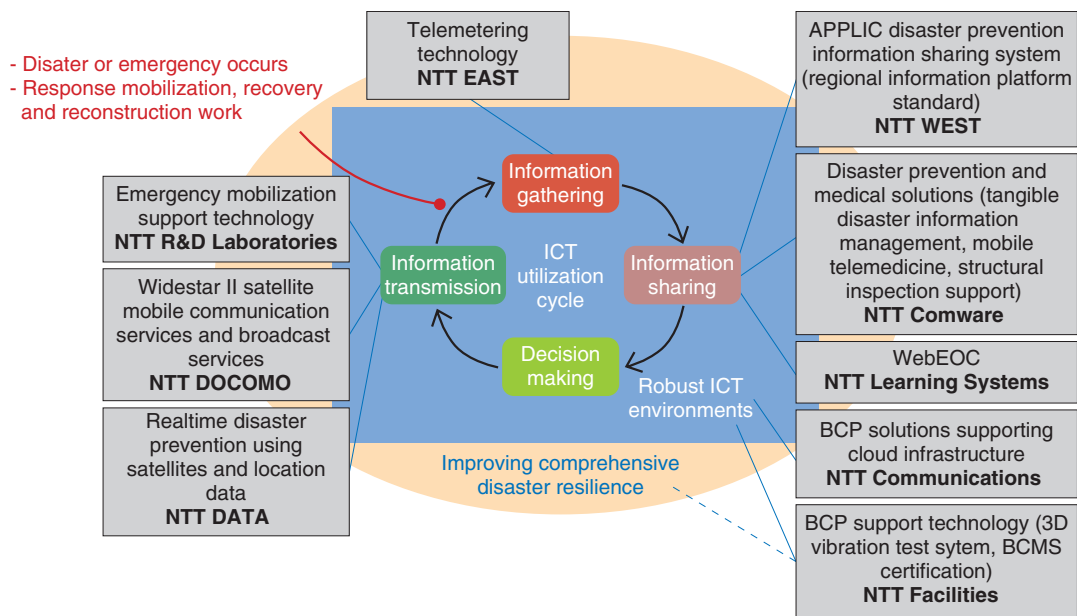 Telemetering
technology
NTT EAST
- Disater or emergency occurs
- Response mobilization, recovery
and reconstruction work
APPLIC disaster prevention
information sharing system
(regional information platform
standard)
NTT WEST
Information
gathering
Emergency mobilization
support technology
NTT R&D Laboratories
Disaster prevention and
medical solutions (tangible
disaster information
management, mobile
telemedicine, structural
inspection support)
NTT Comware
Information
transmission
ICT
utilization
cycle
Information
sharing
Widestar II satellite
mobile communication
services and broadcast
services
NTT DOCOMO
Decision
making
WebEOC
NTT Learning Systems
Robust ICT
environments
Realtime disaster
prevention using
satellites and location
data
NTT DATA
BCP solutions supporting
cloud infrastructure
NTT Communications
Improving comprehensive
disaster resilience
BCP support technology (3D
vibration test sytem, BCMS
certification)
NTT Facilities